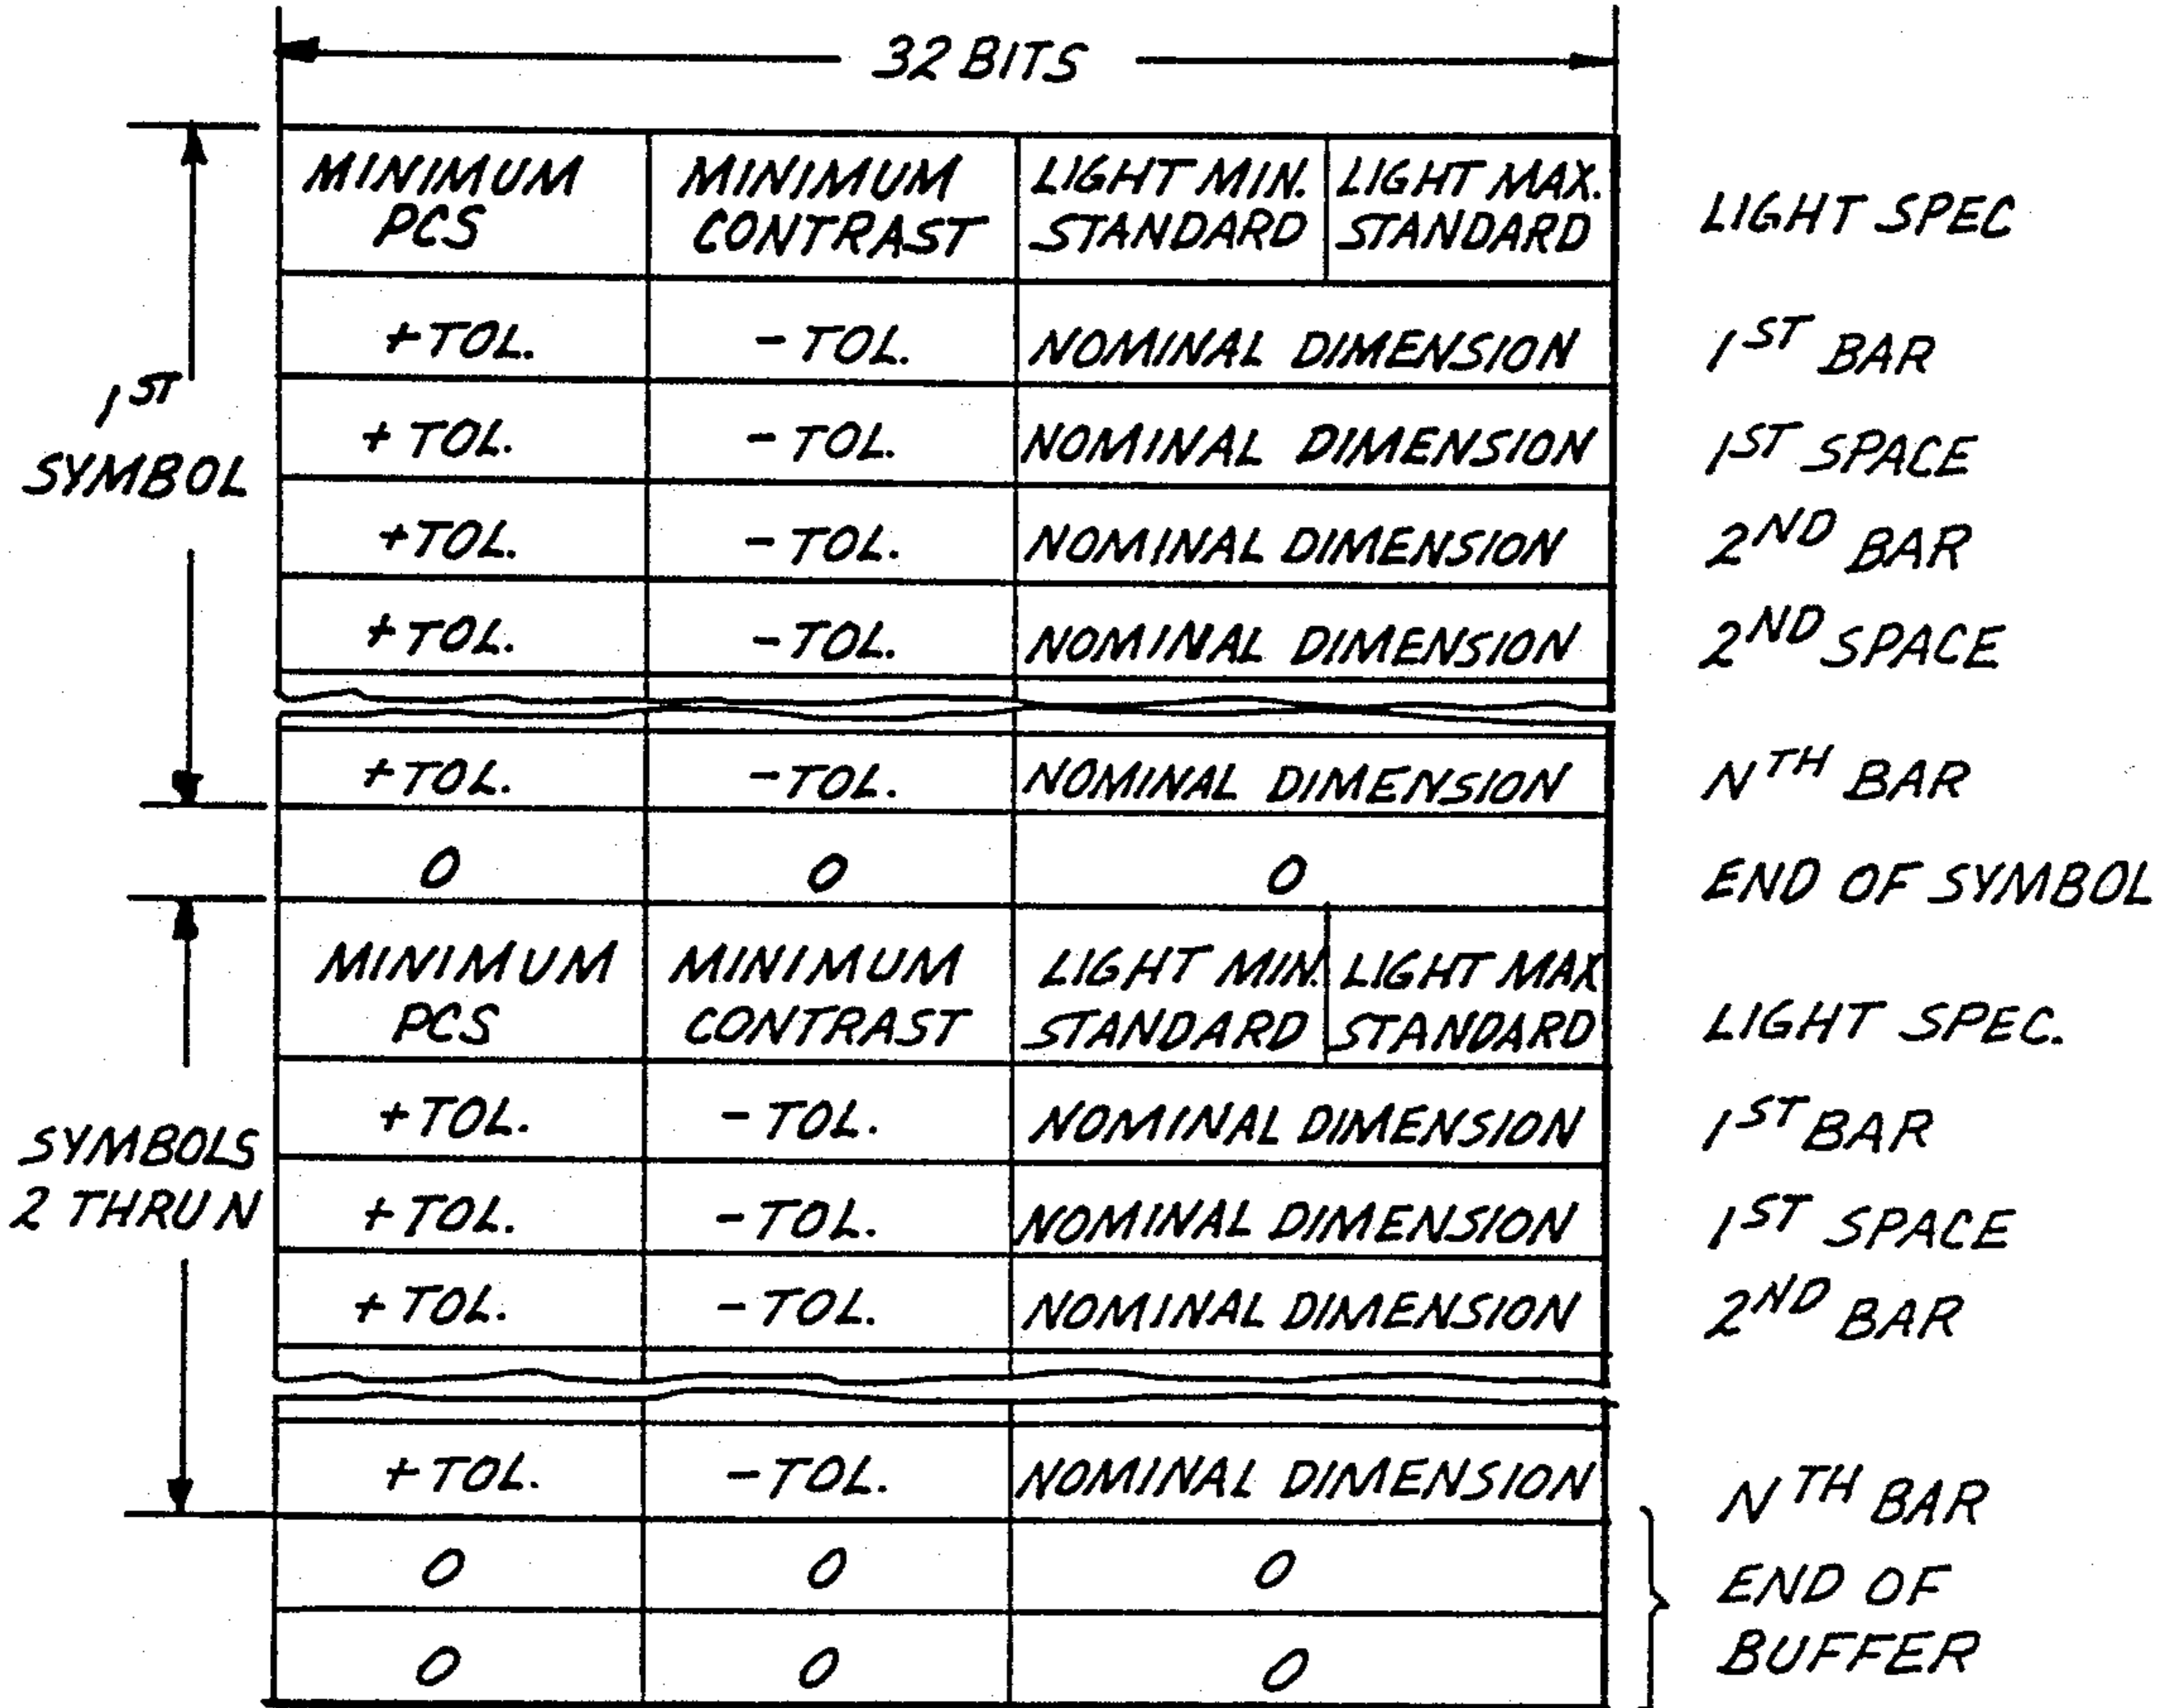 32 BITS
MINIMUM PCS MINIMUM CONTRAST LIGHT MIN. STANDARD LIGHT MAX. STANDARD LIGHT SPEC
+TOL. -TOL. NOMINAL DIMENSION 1ST BAR
1ST SYMBOL
+TOL. -TOL. NOMINAL DIMENSION 1ST SPACE
+TOL. -TOL. NOMINAL DIMENSION 2ND BAR
+TOL. -TOL. NOMINAL DIMENSION 2ND SPACE
+TOL. -TOL. NOMINAL DIMENSION NTH BAR
0 0 0 END OF SYMBOL
MINIMUM PCS MINIMUM CONTRAST LIGHT MIN. STANDARD LIGHT MAX STANDARD LIGHT SPEC.
+TOL. -TOL. NOMINAL DIMENSION 1ST BAR
SYMBOLS 2 THRU N
+TOL. -TOL. NOMINAL DIMENSION 1ST SPACE
+TOL. -TOL. NOMINAL DIMENSION 2ND BAR
+TOL. -TOL. NOMINAL DIMENSION NTH BAR
0 0 0 END OF
0 0 0 BUFFER